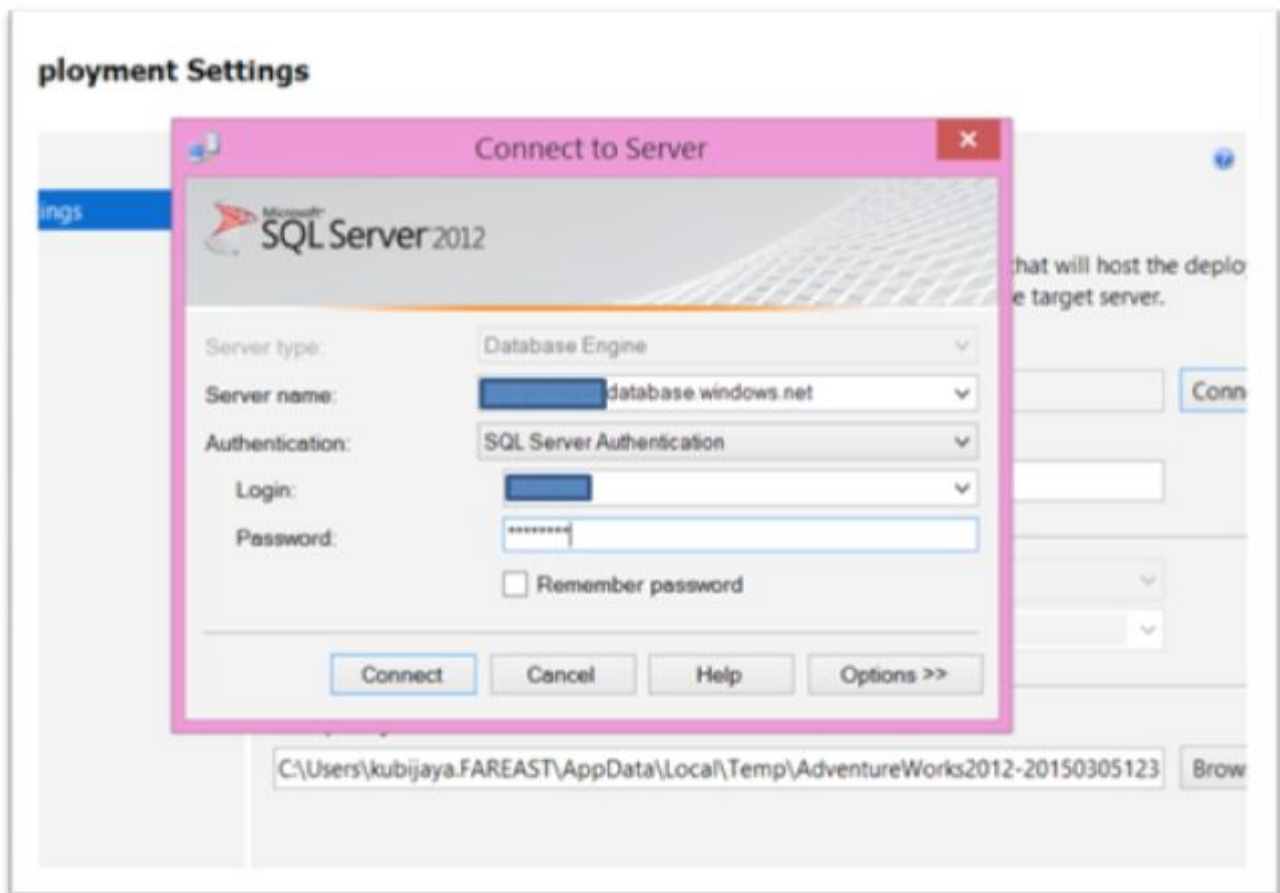 ployment Settings
Connect to Server
ings
Microsoft
SQL Server 2012
that will host the deplo
e target server.
Server type:
Database Engine
Server name:
database.windows.net
Conn
Authentication:
SQL Server Authentication
Login:
Password:
********
Remember password
Connect
Cancel
Help
Options >>
C:\Users\kubijaya.FAREAST\AppData\Local\Temp\AdventureWorks2012-20150305123
Brow